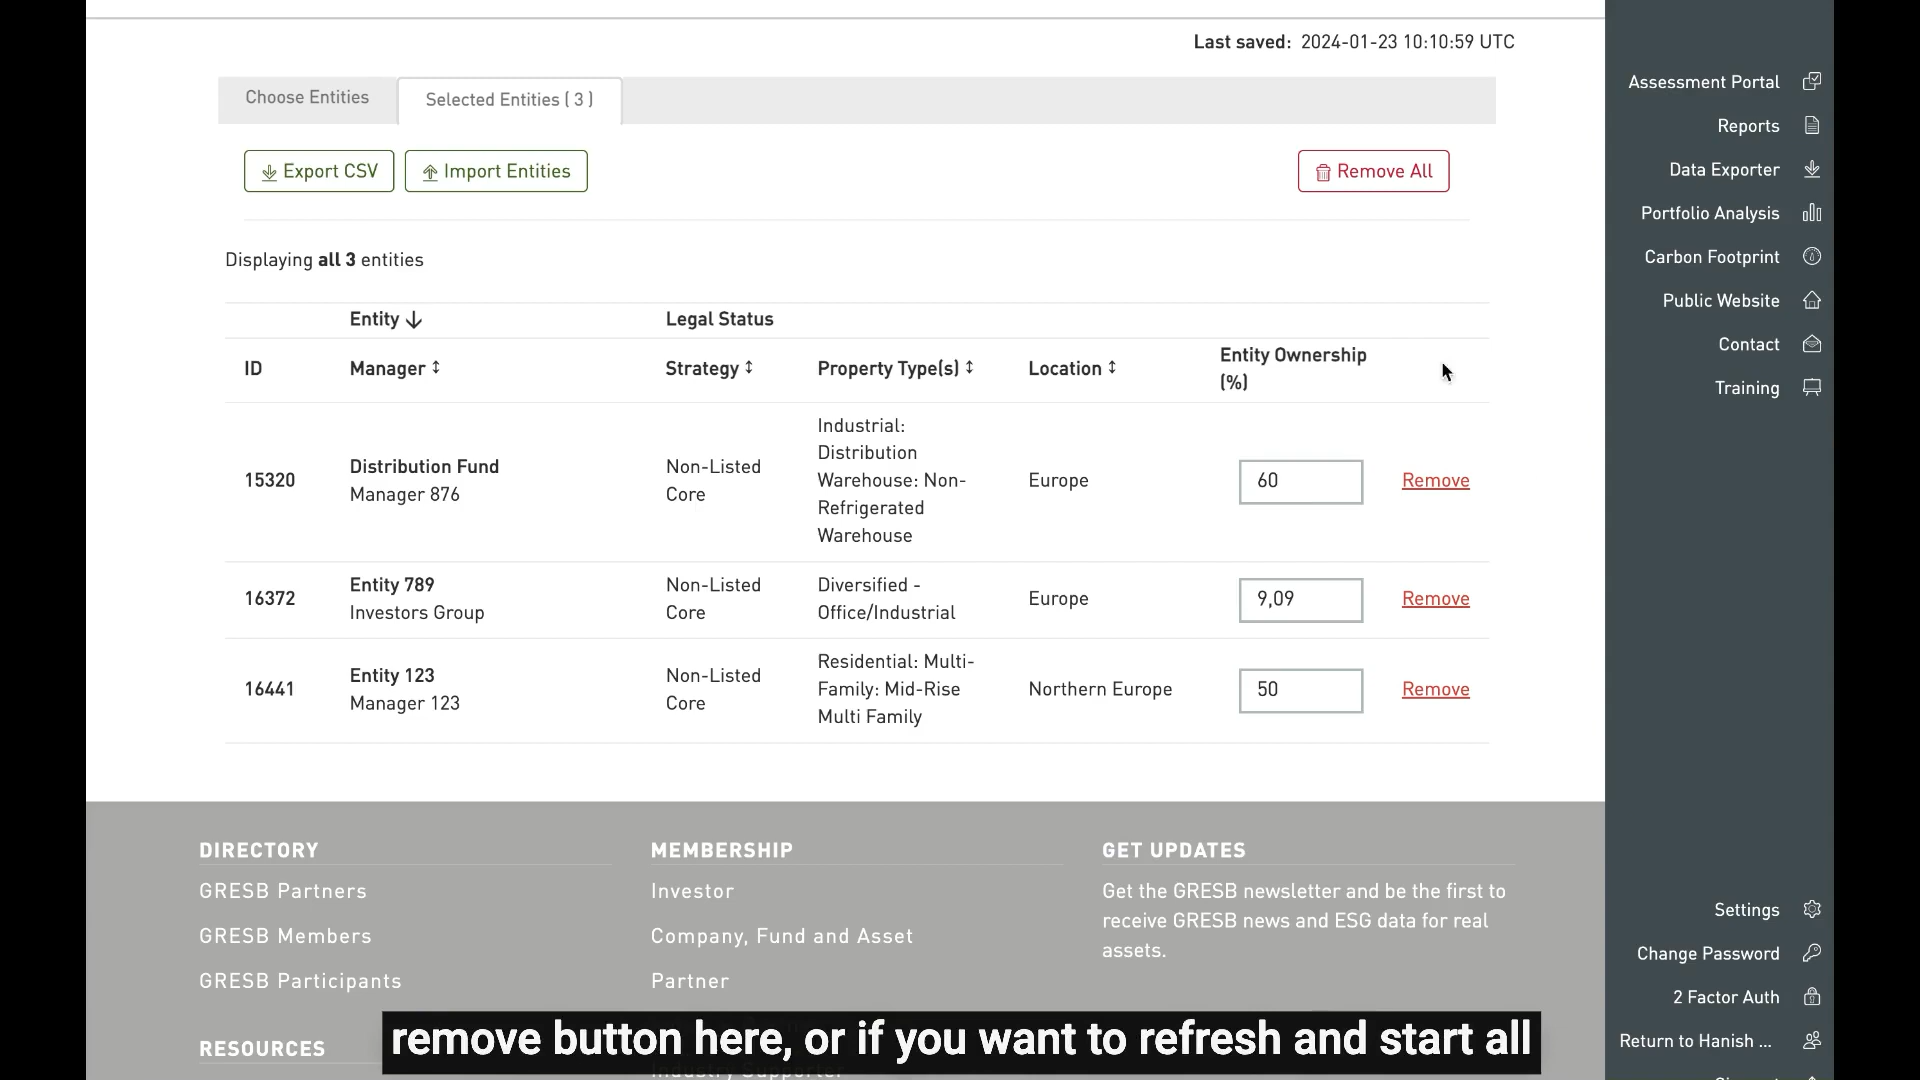 Last saved: 2024-01-23 10:10:59 UTC
Choose Entities
Selected Entities ( 3 )
Export CSV
Import Entities
Remove All
Displaying all 3 entities
Entity
Legal Status
ID
Manager
Strategy
Property Type(s)
Location
Entity Ownership
(%)
15320
Distribution Fund
Manager 876
Non-Listed
Core
Industrial:
Distribution
Warehouse: Non-
Refrigerated
Warehouse
Europe
60
Remove
16372
Entity 789
Investors Group
Non-Listed
Core
Diversified -
Office/Industrial
Europe
9,09
Remove
16441
Entity 123
Manager 123
Non-Listed
Core
Residential: Multi-
Family: Mid-Rise
Multi Family
Northern Europe
50
Remove
Assessment Portal
Reports
Data Exporter
Portfolio Analysis
Carbon Footprint
Public Website
Contact
Training
Settings
Change Password
2 Factor Auth
Return to Hanish ...
DIRECTORY
GRESB Partners
GRESB Members
GRESB Participants
RESOURCES
MEMBERSHIP
Investor
Company, Fund and Asset
Partner
Industry Supporter
GET UPDATES
Get the GRESB newsletter and be the first to
receive GRESB news and ESG data for real
assets.
remove button here, or if you want to refresh and start all